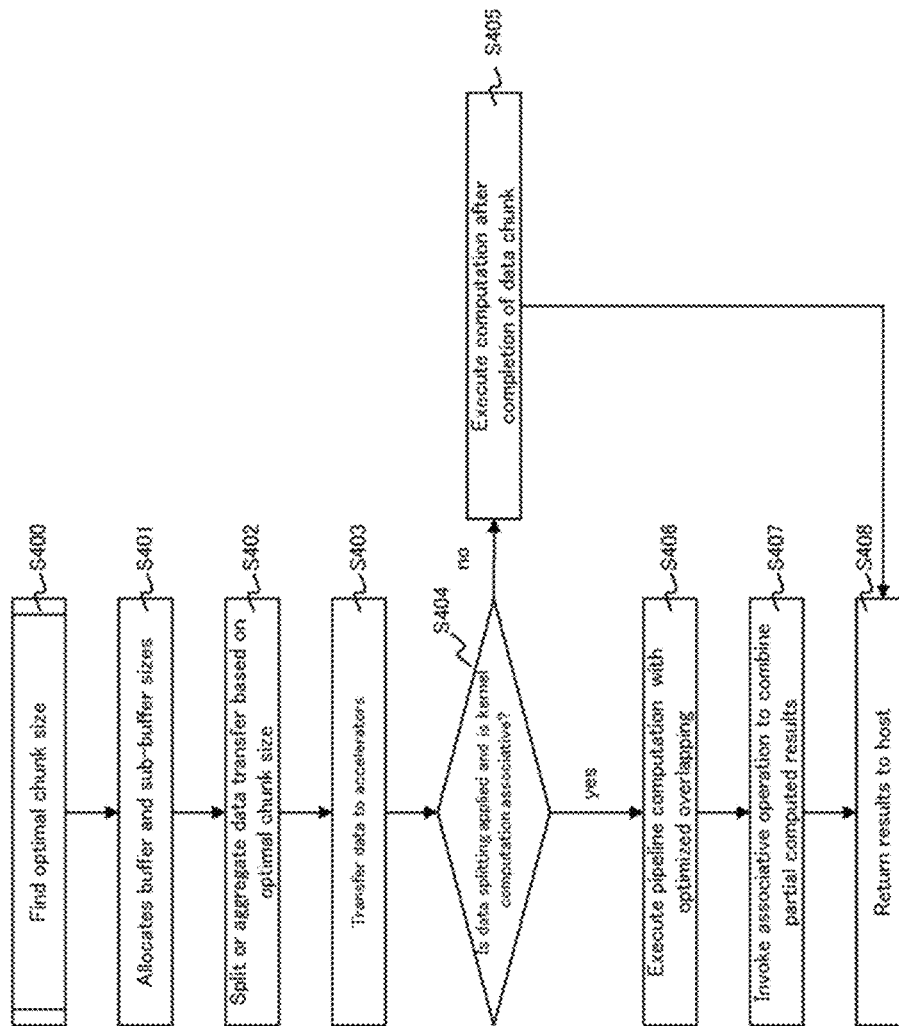 Find optimal chunk size
S400
Allocates buffer and sub-buffer sizes
S401
Split or aggregate data transfer based on
optimal chunk size
S402
Transfer data to accelerators
S403
Is data splitting applied and is kernel
computation associative?
S404
no
Execute computation after
completion of data chunk
S405
yes
Execute pipeline computation with
optimized overlapping
S406
Invoke associative operation to combine
partial computed results
S407
Return results to host
S408